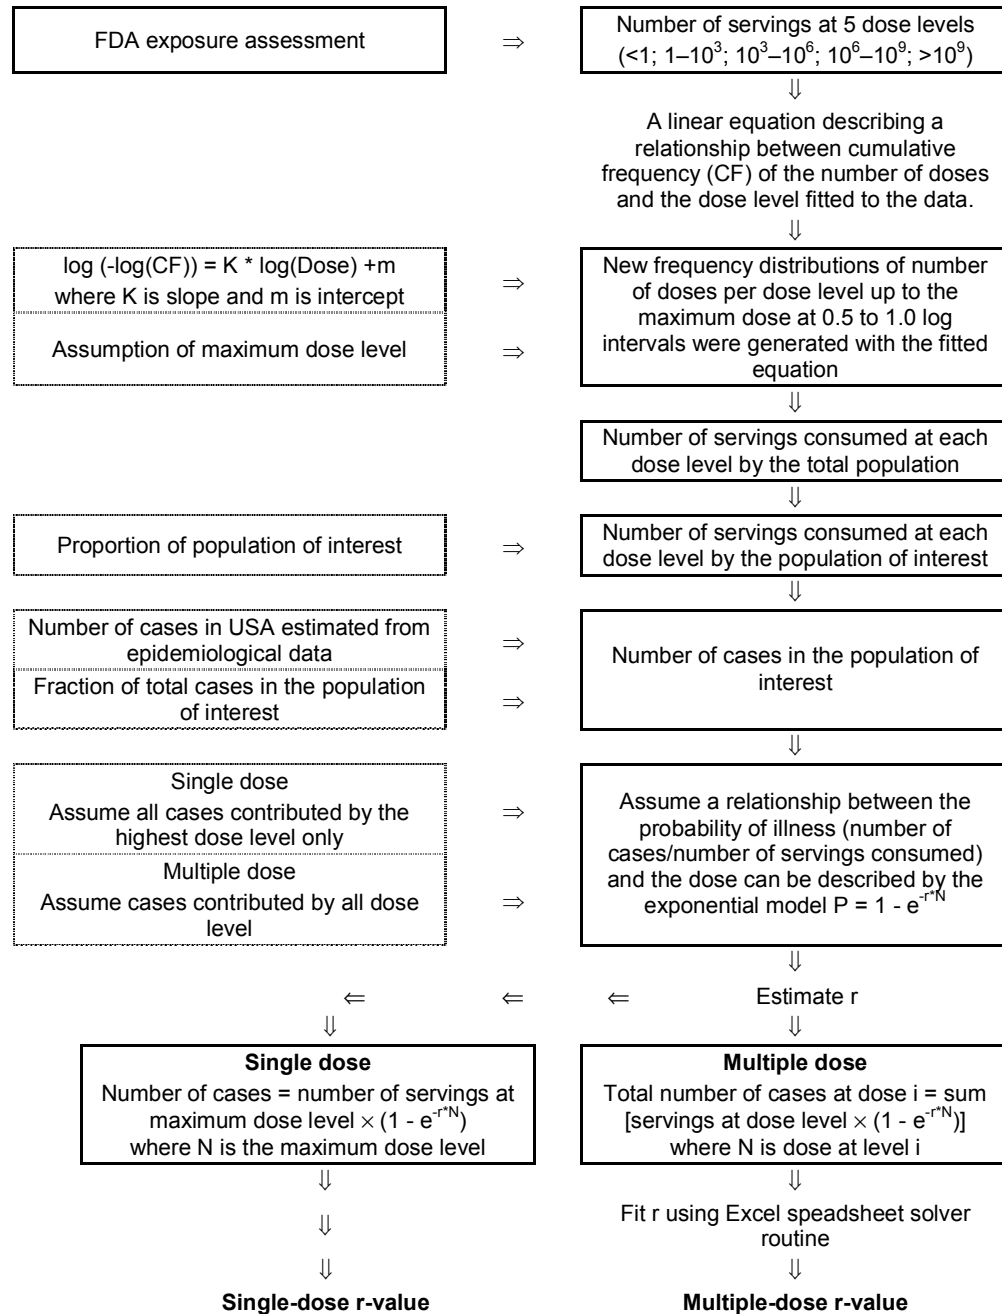 FDA exposure assessment
⇒
Number of servings at 5 dose levels
(<1; 1–10³; 10³–10⁶; 10⁶–10⁹; >10⁹)
⇓
A linear equation describing a
relationship between cumulative
frequency (CF) of the number of doses
and the dose level fitted to the data.
⇓
log (-log(CF)) = K * log(Dose) +m
where K is slope and m is intercept
⇒
Assumption of maximum dose level
⇒
New frequency distributions of number
of doses per dose level up to the
maximum dose at 0.5 to 1.0 log
intervals were generated with the fitted
equation
⇓
Number of servings consumed at each
dose level by the total population
⇓
Proportion of population of interest
⇒
Number of servings consumed at each
dose level by the population of interest
⇓
Number of cases in USA estimated from
epidemiological data
⇒
Fraction of total cases in the population
of interest
⇒
Number of cases in the population of
interest
⇓
Single dose
Assume all cases contributed by the
highest dose level only
⇒
Multiple dose
Assume cases contributed by all dose
level
⇒
Assume a relationship between the
probability of illness (number of
cases/number of servings consumed)
and the dose can be described by the
exponential model P = 1 - e^-r*N
⇓
⇐ ⇐ ⇐ Estimate r
⇓ ⇓
Single dose
Number of cases = number of servings at
maximum dose level × (1 - e^-r*N)
where N is the maximum dose level
⇓
⇓
⇓
Single-dose r-value
Multiple dose
Total number of cases at dose i = sum
[servings at dose level × (1 - e^-r*N)]
where N is dose at level i
⇓
Fit r using Excel speadsheet solver
routine
⇓
Multiple-dose r-value